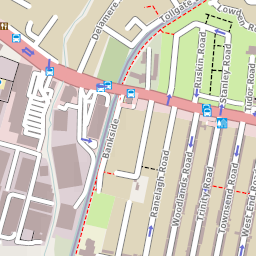 Tollgate
Lowden Road
Delamere
Ruskin Road
Stanley Road
Tudor Road
Bankside
Ranelagh Road
Woodlands Road
Trinity Road
Townsend Road
West End Road